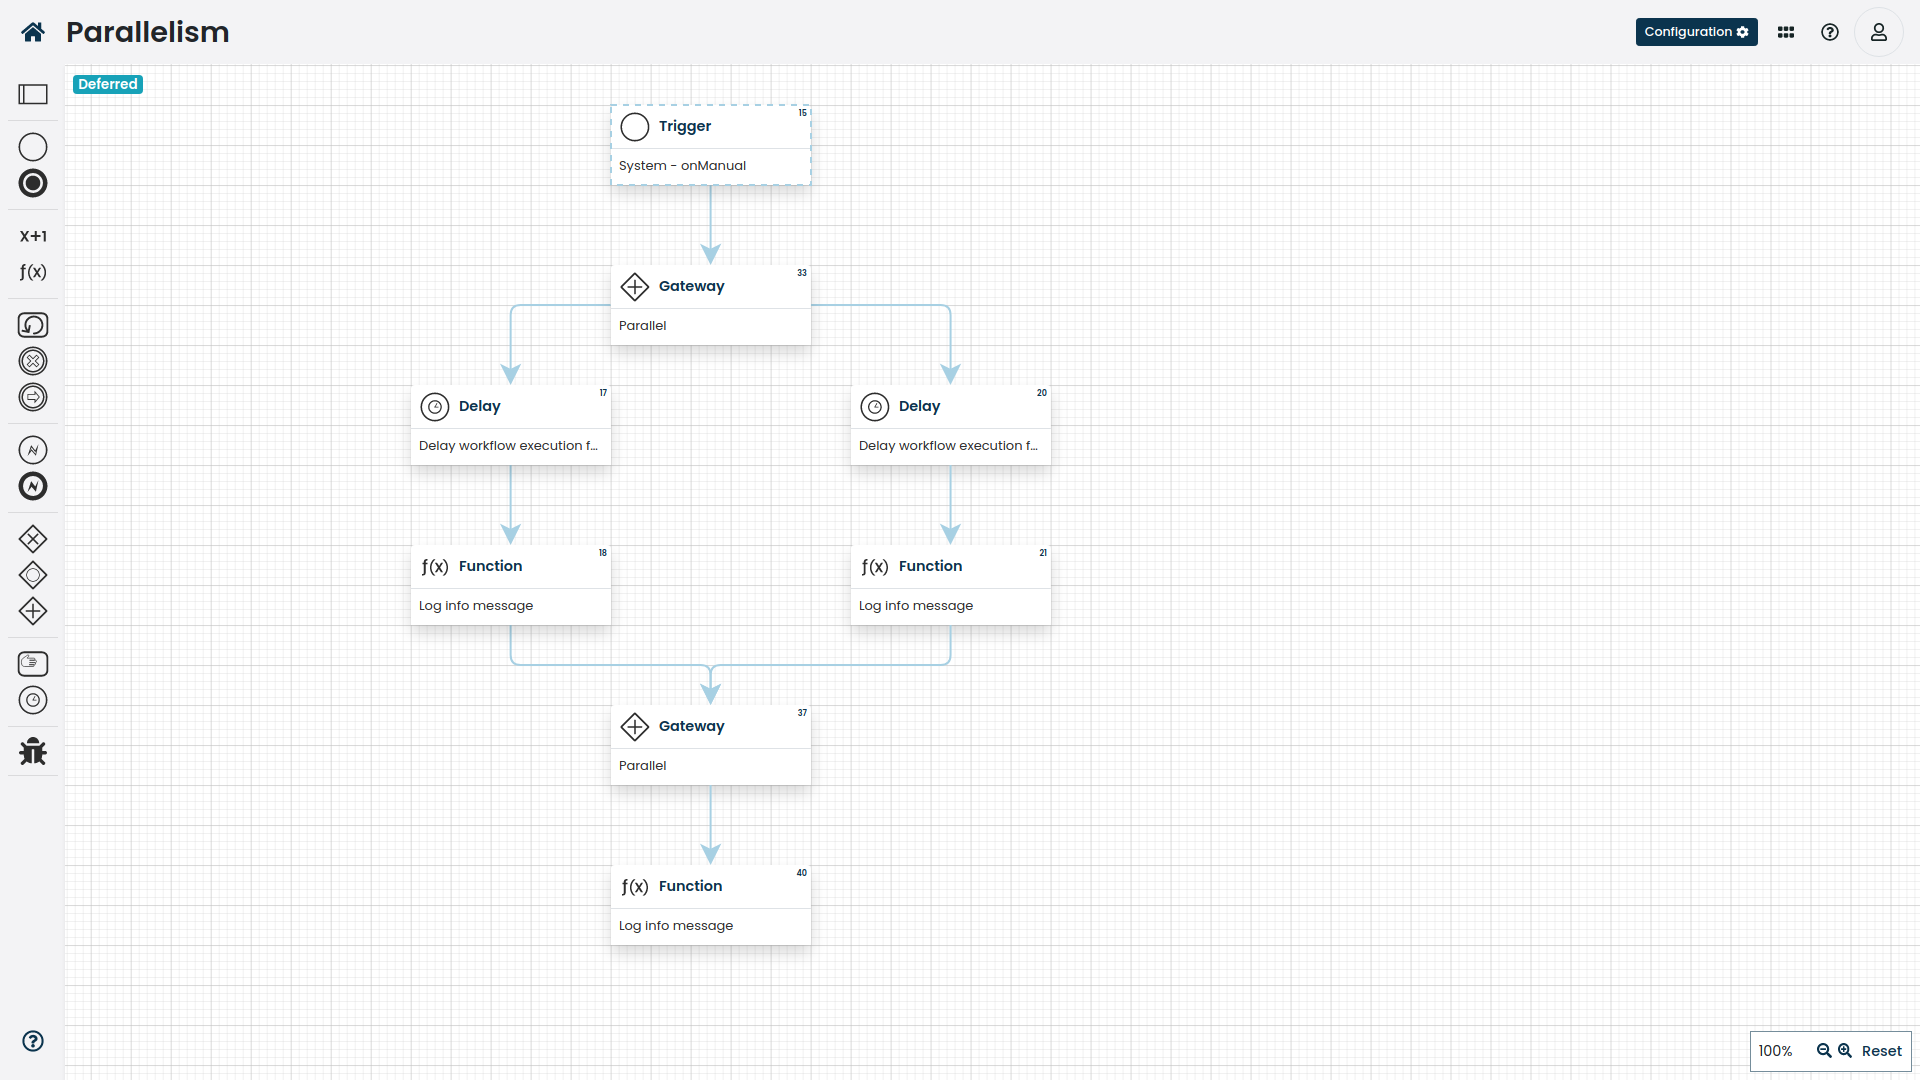 Parallelism
Configuration
Deferred
15
Trigger
System - onManual
X+1
ƒ(x)
33
Gateway
Parallel
17
Delay
Delay workflow execution f...
20
Delay
Delay workflow execution f...
18
ƒ(x) Function
Log info message
21
ƒ(x) Function
Log info message
37
Gateway
Parallel
40
ƒ(x) Function
Log info message
100% Reset